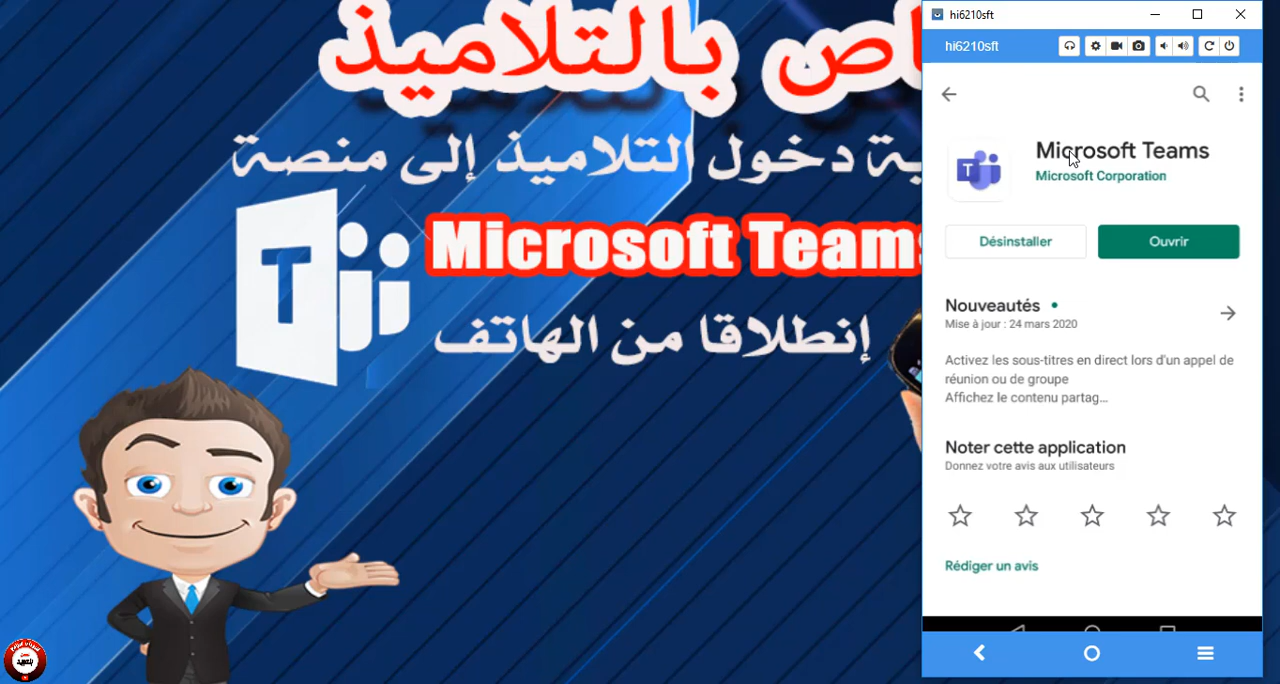 ص بالتلاميذ
دخول التلاميذ إلى منصة
T
Microsoft Teams
إنطلاقا من الهاتف
hi6210sft
hi6210sft
T
Microsoft Teams
Microsoft Corporation
Désinstaller
Ouvrir
Nouveautés
Mise à jour : 24 mars 2020
Activez les sous-titres en direct lors d'un appel de
réunion ou de groupe
Affichez le contenu partag…
Noter cette application
Donnez votre avis aux utilisateurs
Rédiger un avis